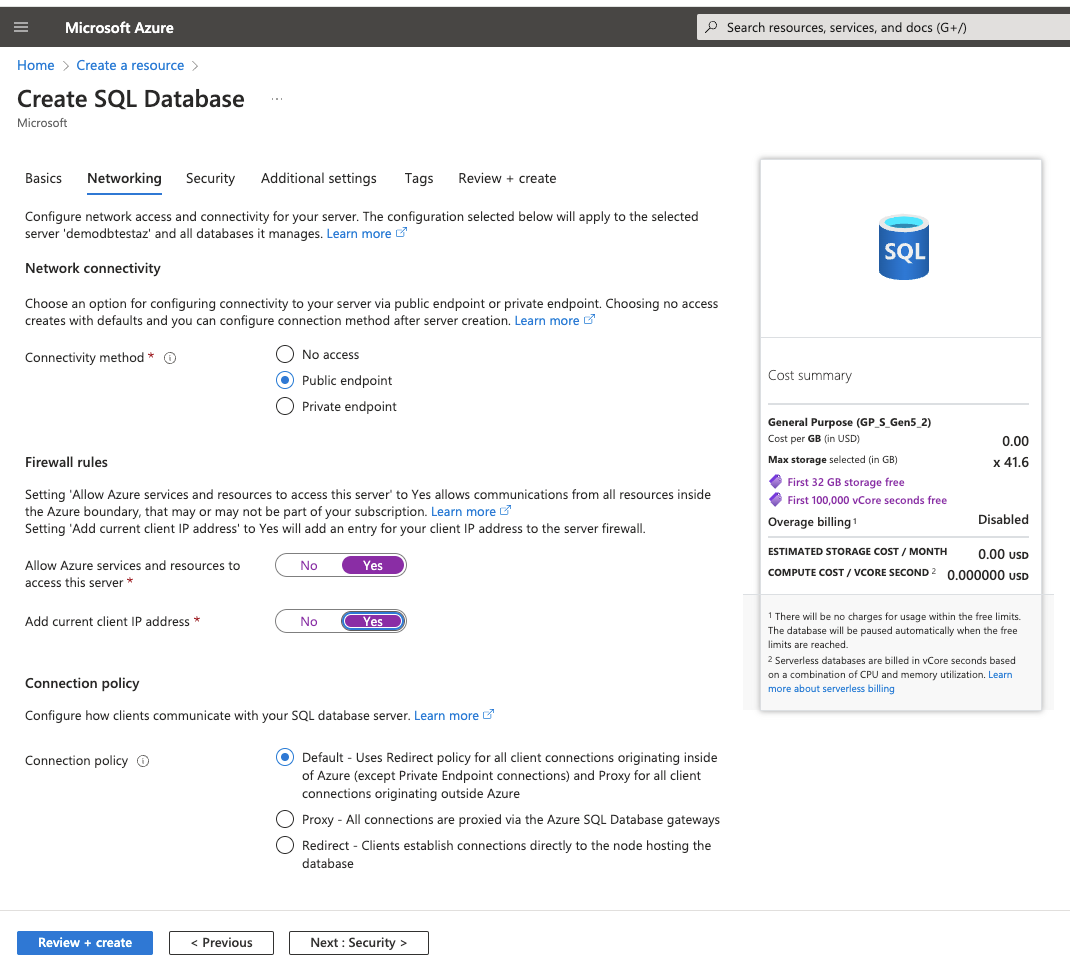 Microsoft Azure
Search resources, services, and docs (G+/)
Home > Create a resource >
Create SQL Database ...
Microsoft
Basics
Networking
Security
Additional settings
Tags
Review + create
Configure network access and connectivity for your server. The configuration selected below will apply to the selected
server 'demodbtestaz' and all databases it manages. Learn more
Network connectivity
Choose an option for configuring connectivity to your server via public endpoint or private endpoint. Choosing no access
creates with defaults and you can configure connection method after server creation. Learn more
Connectivity method *
No access
Public endpoint
Private endpoint
Firewall rules
Setting 'Allow Azure services and resources to access this server' to Yes allows communications from all resources inside
the Azure boundary, that may or may not be part of your subscription. Learn more
Setting 'Add current client IP address' to Yes will add an entry for your client IP address to the server firewall.
Allow Azure services and resources to
access this server *
No Yes
Add current client IP address *
No Yes
Connection policy
Configure how clients communicate with your SQL database server. Learn more
Connection policy
Default - Uses Redirect policy for all client connections originating inside
of Azure (except Private Endpoint connections) and Proxy for all client
connections originating outside Azure
Proxy - All connections are proxied via the Azure SQL Database gateways
Redirect - Clients establish connections directly to the node hosting the
database
SQL
Cost summary
General Purpose (GP_S_Gen5_2)
Cost per GB (in USD) 0.00
Max storage selected (in GB) x 41.6
First 32 GB storage free
First 100,000 vCore seconds free
Overage billing 1 Disabled
ESTIMATED STORAGE COST / MONTH 0.00 USD
COMPUTE COST / VCORE SECOND 2 0.000000 USD
1 There will be no charges for usage within the free limits.
The database will be paused automatically when the free
limits are reached.
2 Serverless databases are billed in vCore seconds based
on a combination of CPU and memory utilization. Learn
more about serverless billing
Review + create
< Previous
Next : Security >